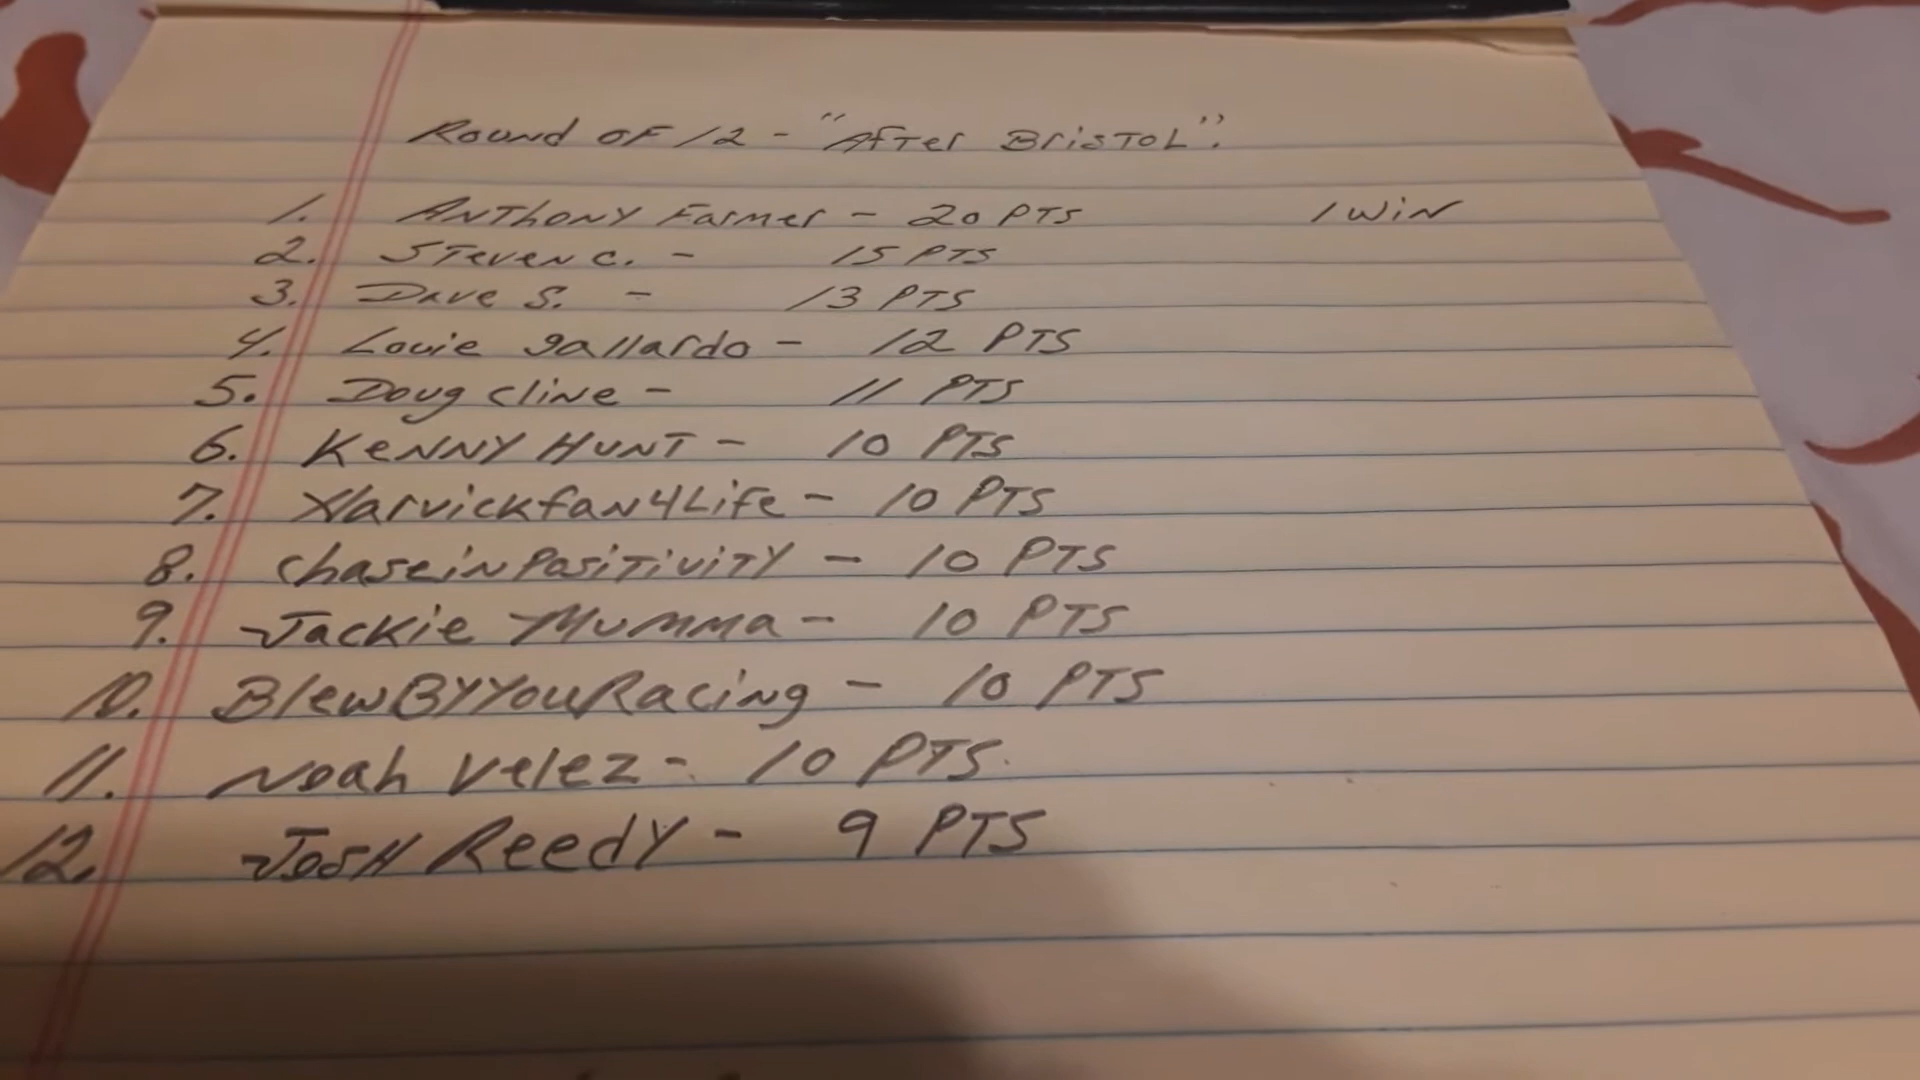 Round of 12 - "After Bristol".
1. Anthony Farmer - 20 PTS 1 Win
2. Steven C. - 15 PTS
3. Dave S. - 13 PTS
4. Louie gallardo - 12 PTS
5. Doug Cline - 11 PTS
6. Kenny Hunt - 10 PTS
7. Harvickfan4Life - 10 PTS
8. ChaseinPositivity - 10 PTS
9. Jackie Mumma - 10 PTS
10. BlewByYouRacing - 10 PTS
11. Noah Velez - 10 PTS.
12. Josh Reedy - 9 PTS